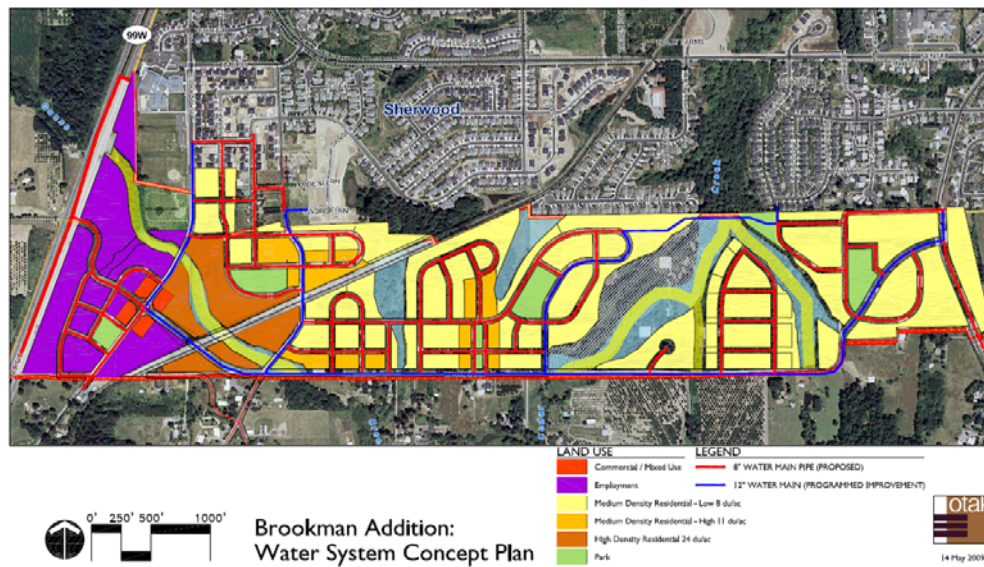 99W
Sherwood
Creek
Cedar
LAND USE
LEGEND
Commercial / Mixed Use
8" WATER MAIN PIPE (PROPOSED)
Employment
12" WATER MAIN (PROGRAMMED IMPROVEMENT)
Medium Density Residential - Low 8 du/ac
Medium Density Residential - High 11 du/ac
High Density Residential 24 du/ac
Park
0' 250' 500' 1000'
Brookman Addition:
Water System Concept Plan
otak
14 May 2009